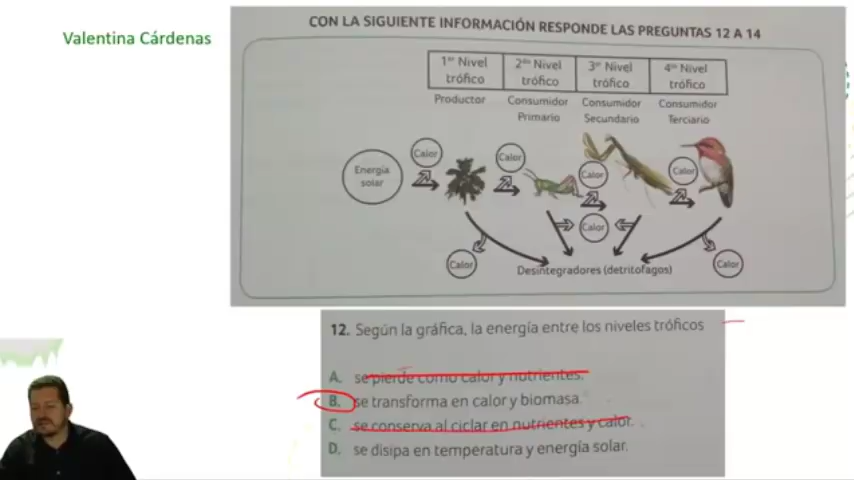 Valentina Cárdenas
CON LA SIGUIENTE INFORMACIÓN RESPONDE LAS PREGUNTAS 12 A 14
1er Nivel trófico
2do Nivel trófico
3er Nivel trófico
4to Nivel trófico
Productor
Consumidor Primario
Consumidor Secundario
Consumidor Terciario
Energía solar
Calor
Calor
Calor
Calor
Calor
Calor
Calor
Desintegradores (detritofagos)
12. Según la gráfica, la energía entre los niveles tróficos
A. se pierde como calor y nutrientes.
B. se transforma en calor y biomasa.
C. se conserva al ciclar en nutrientes y calor.
D. se disipa en temperatura y energía solar.